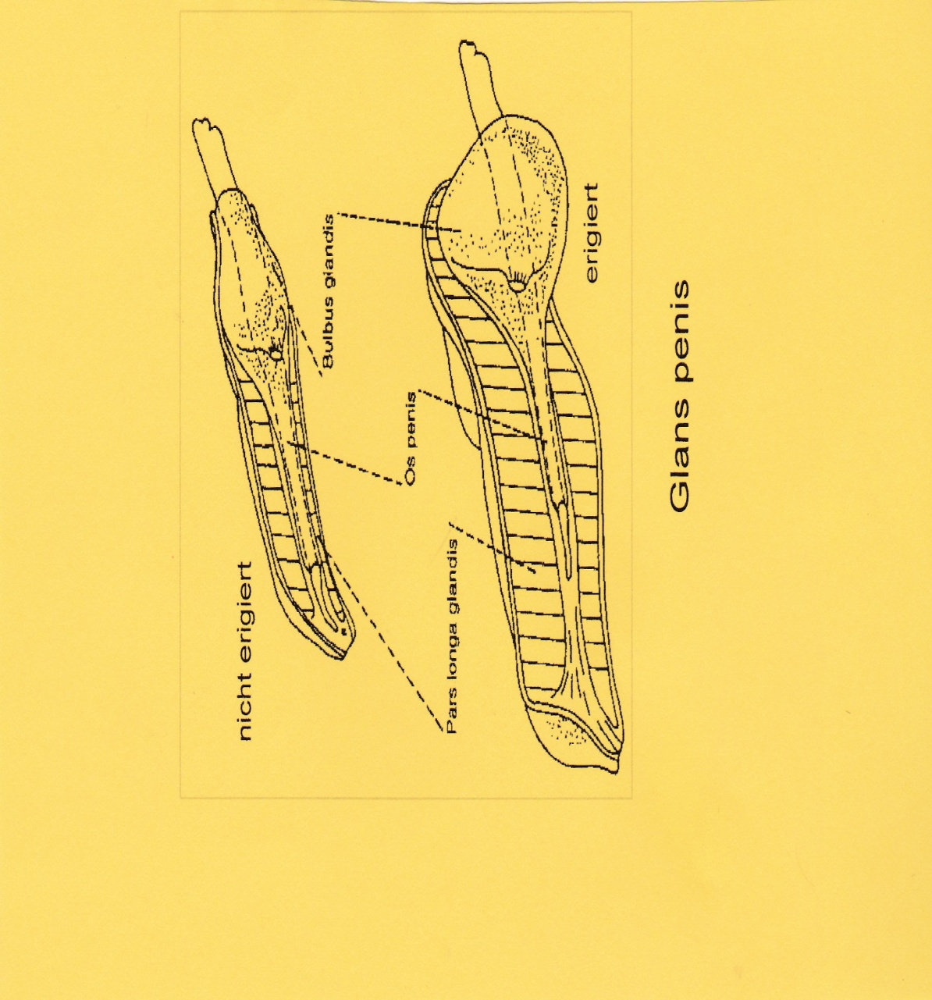 nicht erigiert
Bulbus glandis
Os penis
Pars longa glandis
erigiert
Glans penis